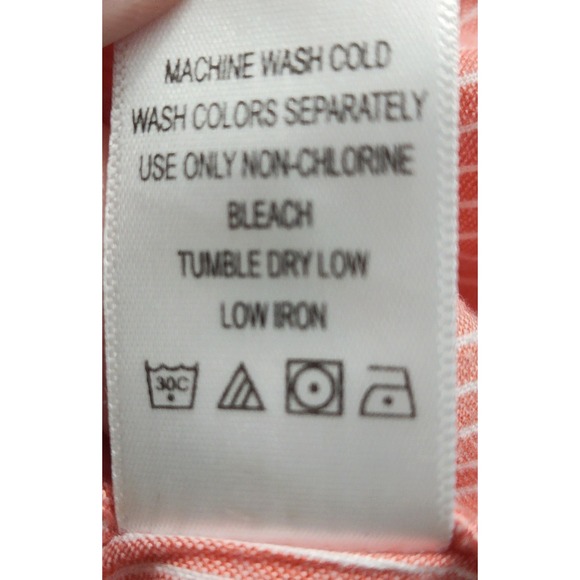 MACHINE WASH COLD
WASH COLORS SEPARATELY
USE ONLY NON-CHLORINE
BLEACH
TUMBLE DRY LOW
LOW IRON
30C